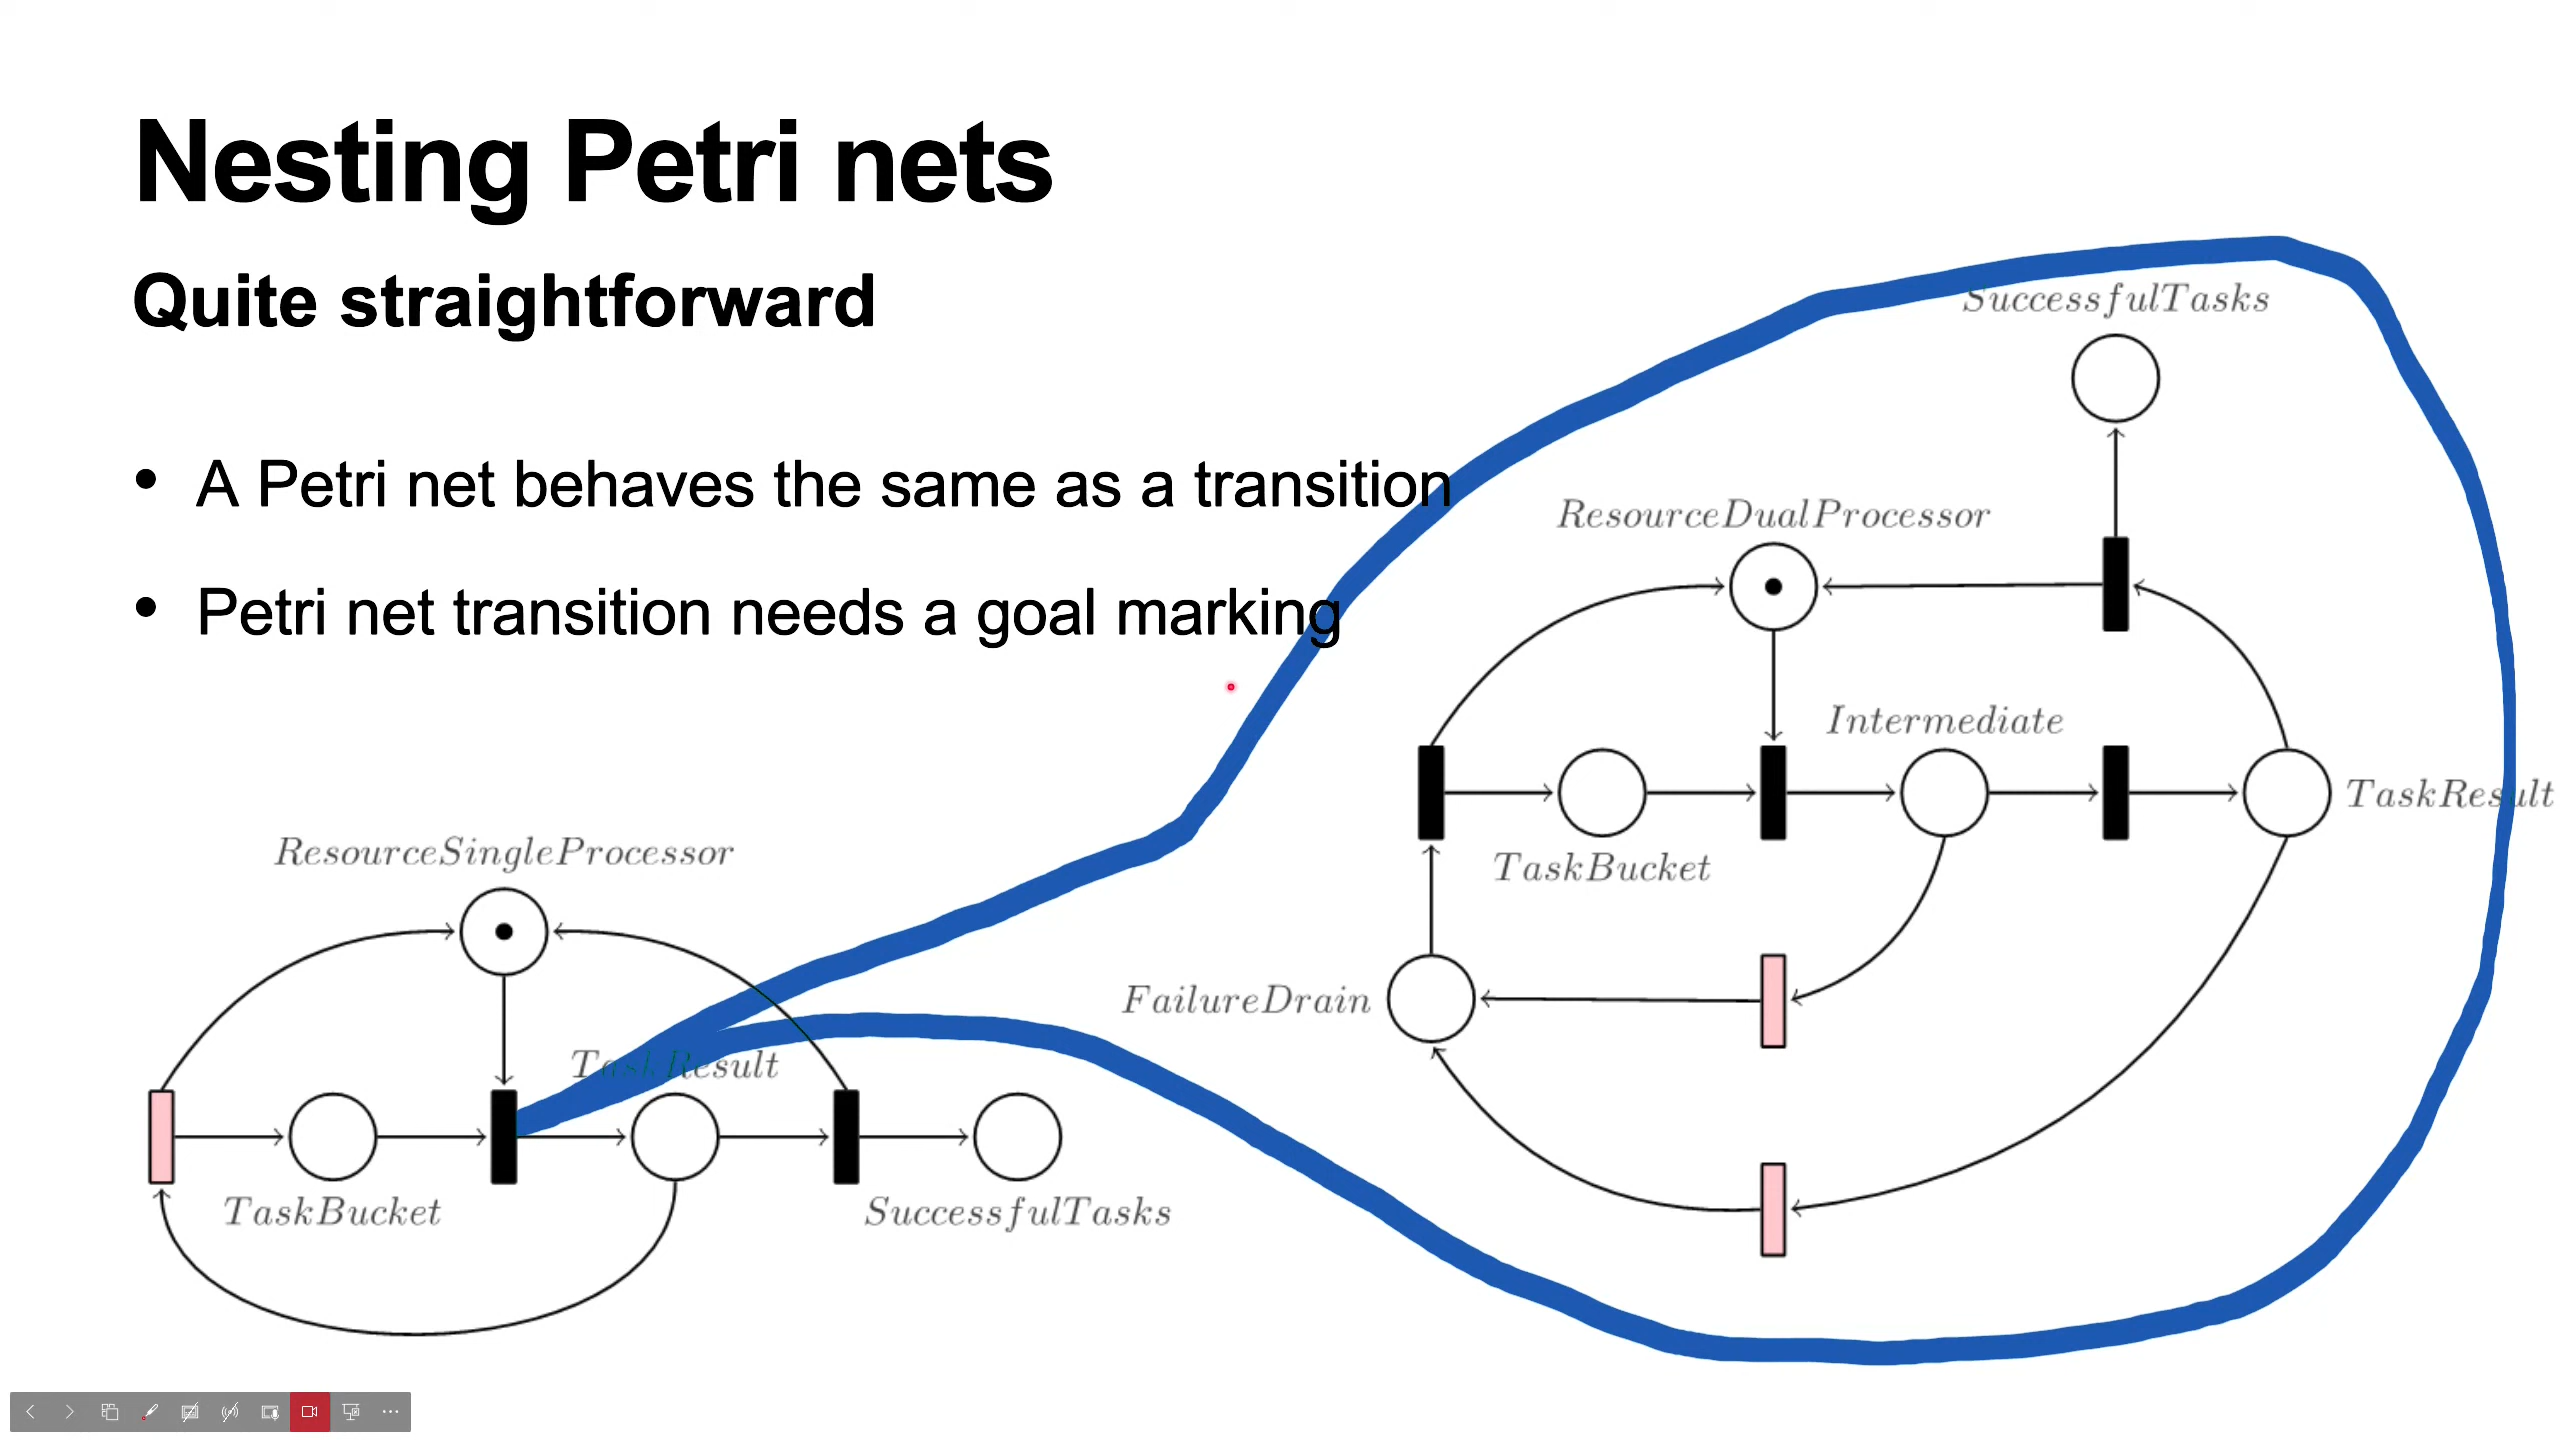 Nesting Petri nets
Quite straightforward
• A Petri net behaves the same as a transition
• Petri net transition needs a goal marking
SuccessfulTasks
ResourceDualProcessor
Intermediate
TaskResult
TaskBucket
FailureDrain
ResourceSingleProcessor
TaskResult
TaskBucket
SuccessfulTasks